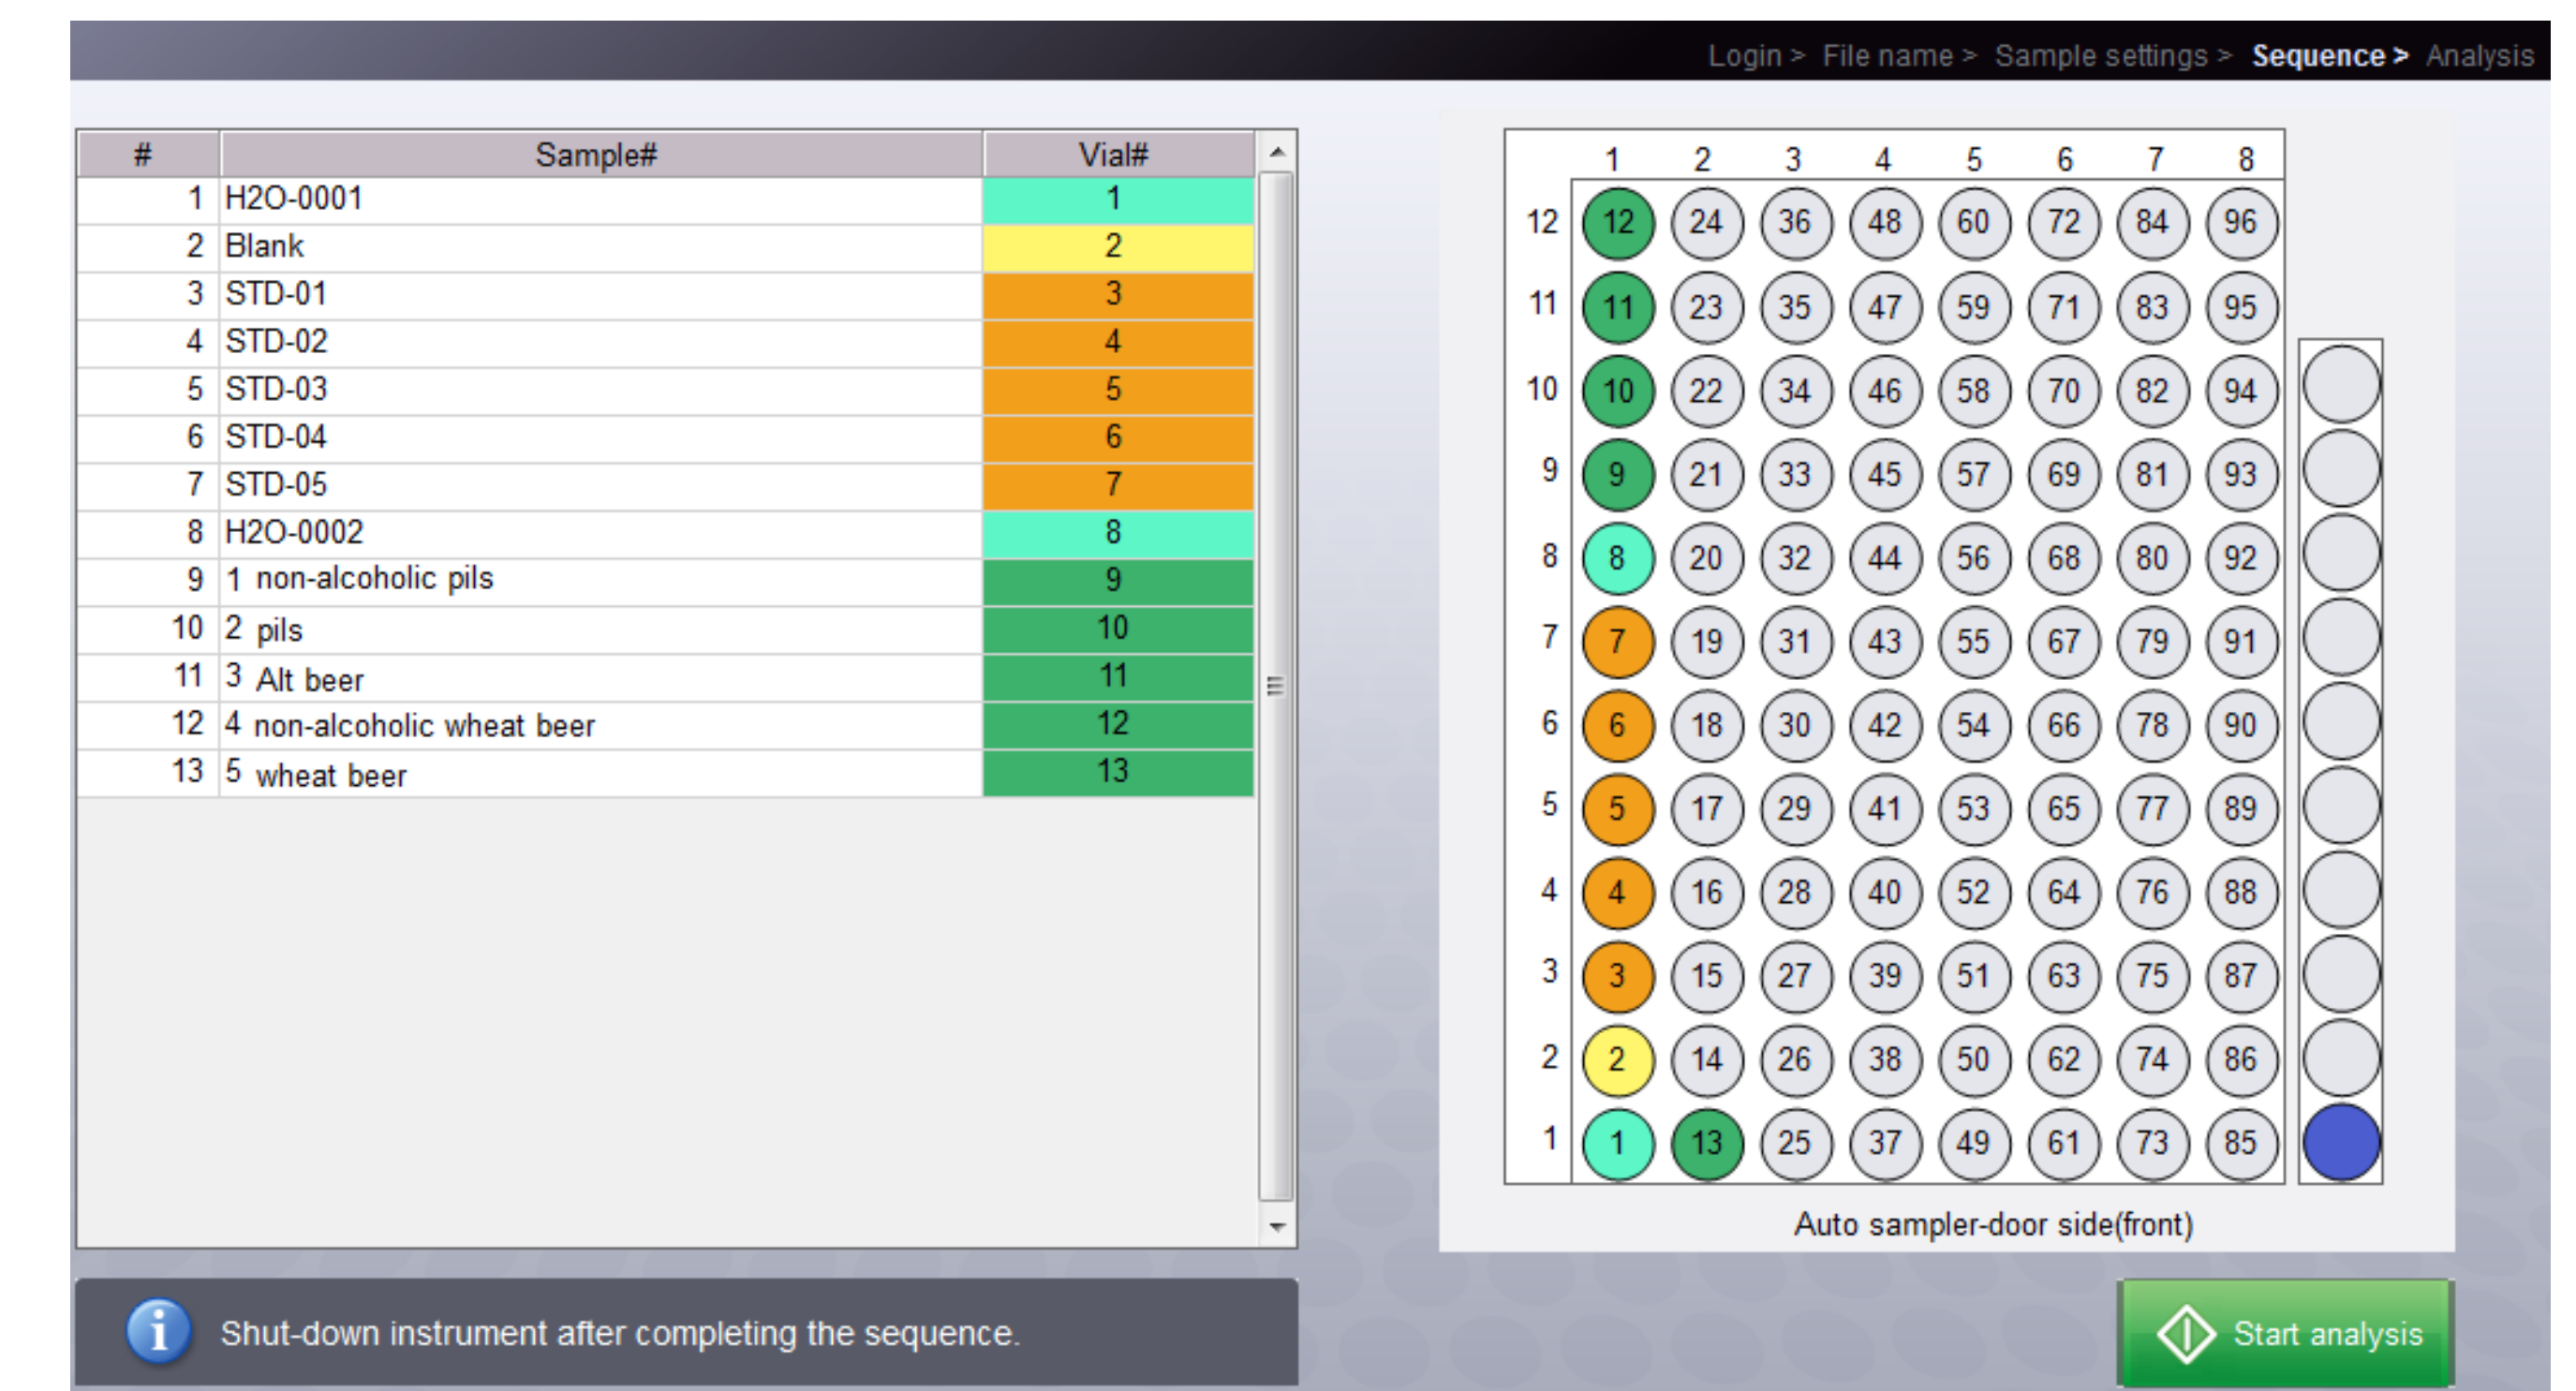 Login > File name > Sample settings > Sequence > Analysis
# Sample# Vial#
1 H2O-0001 1
2 Blank 2
3 STD-01 3
4 STD-02 4
5 STD-03 5
6 STD-04 6
7 STD-05 7
8 H2O-0002 8
9 1 non-alcoholic pils 9
10 2 pils 10
11 3 Alt beer 11
12 4 non-alcoholic wheat beer 12
13 5 wheat beer 13
1 2 3 4 5 6 7 8
12 12 24 36 48 60 72 84 96
11 11 23 35 47 59 71 83 95
10 10 22 34 46 58 70 82 94
9 9 21 33 45 57 69 81 93
8 8 20 32 44 56 68 80 92
7 7 19 31 43 55 67 79 91
6 6 18 30 42 54 66 78 90
5 5 17 29 41 53 65 77 89
4 4 16 28 40 52 64 76 88
3 3 15 27 39 51 63 75 87
2 2 14 26 38 50 62 74 86
1 1 13 25 37 49 61 73 85
Auto sampler-door side(front)
Shut-down instrument after completing the sequence.
Start analysis